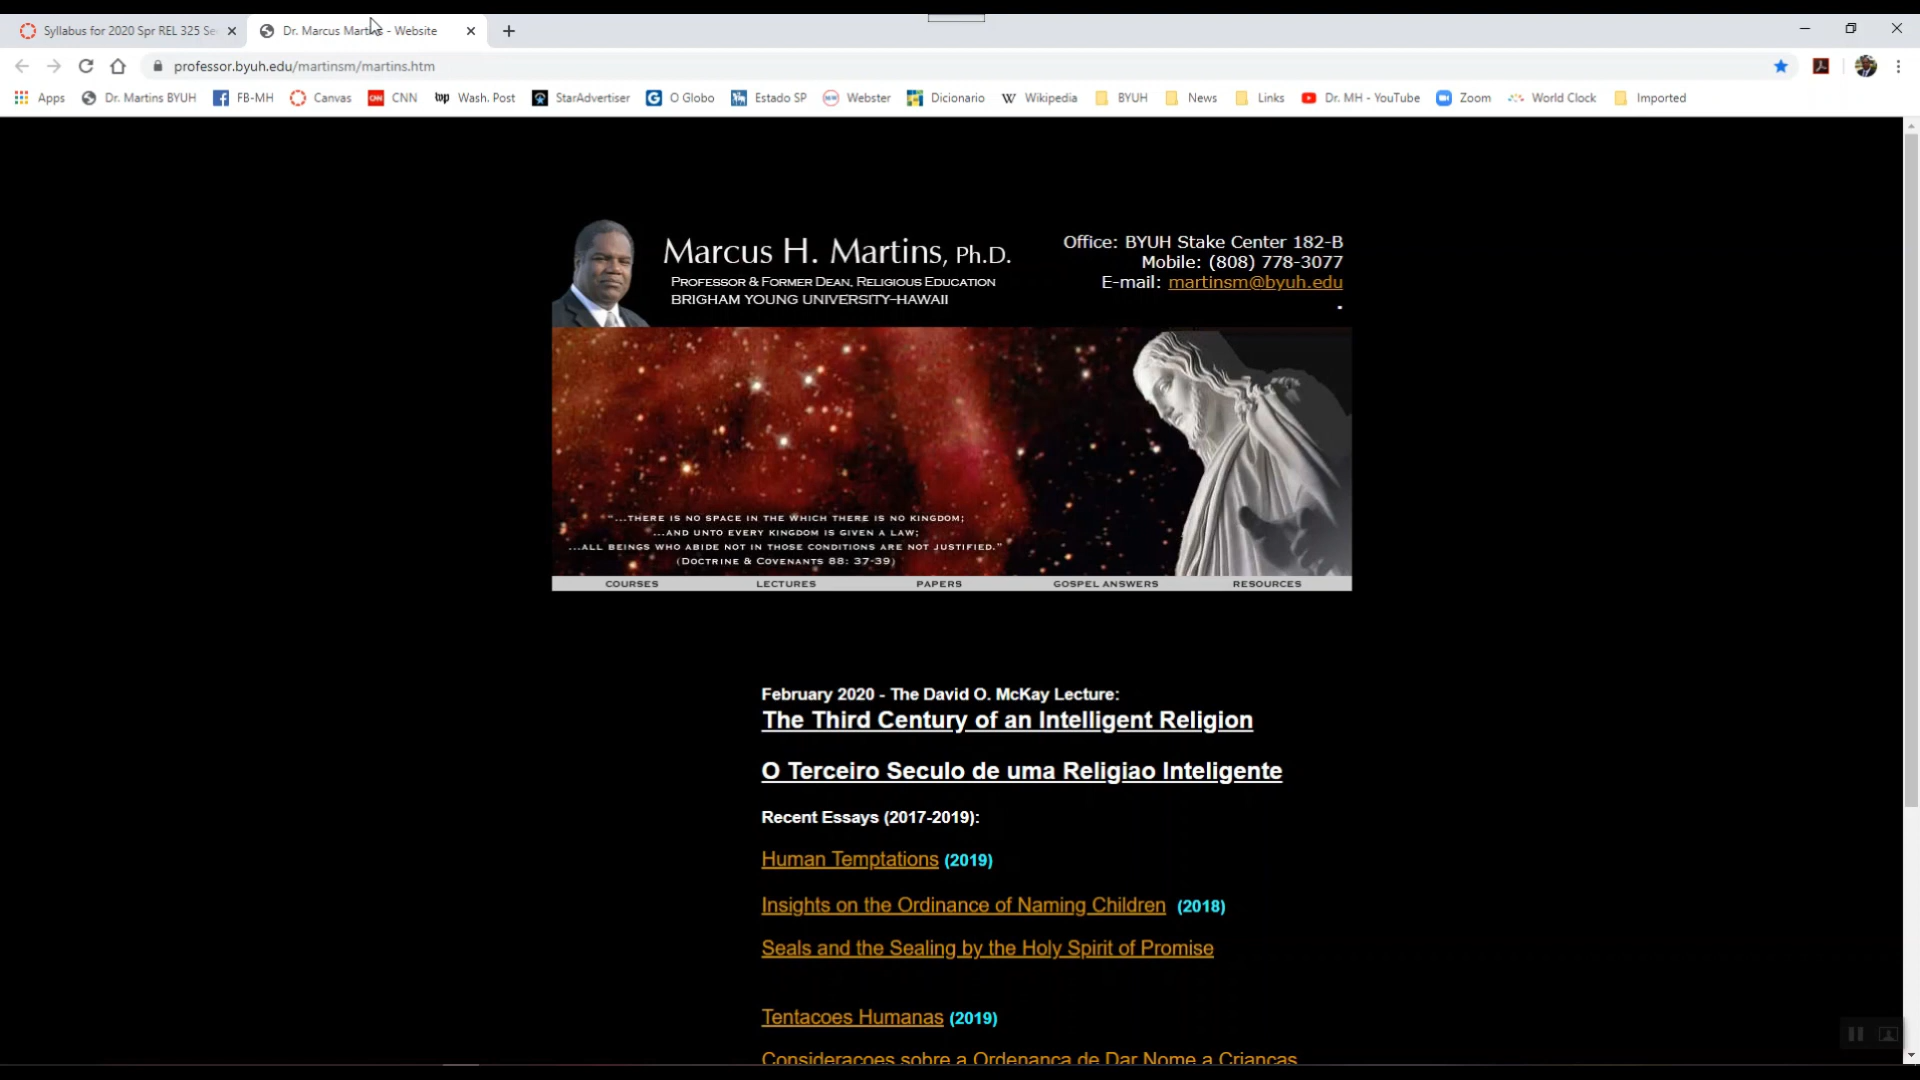 Syllabus for 2020 Spr REL 325 Se
Dr. Marcus Martins - Website
professor.byuh.edu/martinsm/martins.htm
Apps Dr. Martins BYUH FB-MH Canvas CNN Wash. Post StarAdvertiser O Globo Estado SP Webster Dicionario Wikipedia BYUH News Links Dr. MH - YouTube Zoom World Clock Imported
Marcus H. Martins, Ph.D.
PROFESSOR & FORMER DEAN, RELIGIOUS EDUCATION
BRIGHAM YOUNG UNIVERSITY–HAWAII
Office: BYUH Stake Center 182-B
Mobile: (808) 778-3077
E-mail: martinsm@byuh.edu
.
"...THERE IS NO SPACE IN THE WHICH THERE IS NO KINGDOM;
...AND UNTO EVERY KINGDOM IS GIVEN A LAW;
...ALL BEINGS WHO ABIDE NOT IN THOSE CONDITIONS ARE NOT JUSTIFIED."
(DOCTRINE & COVENANTS 88: 37-39)
COURSES LECTURES PAPERS GOSPEL ANSWERS RESOURCES
February 2020 - The David O. McKay Lecture:
The Third Century of an Intelligent Religion
O Terceiro Seculo de uma Religiao Inteligente
Recent Essays (2017-2019):
Human Temptations (2019)
Insights on the Ordinance of Naming Children (2018)
Seals and the Sealing by the Holy Spirit of Promise
Tentacoes Humanas (2019)
Consideracoes sobre a Ordenanca de Dar Nome a Criancas